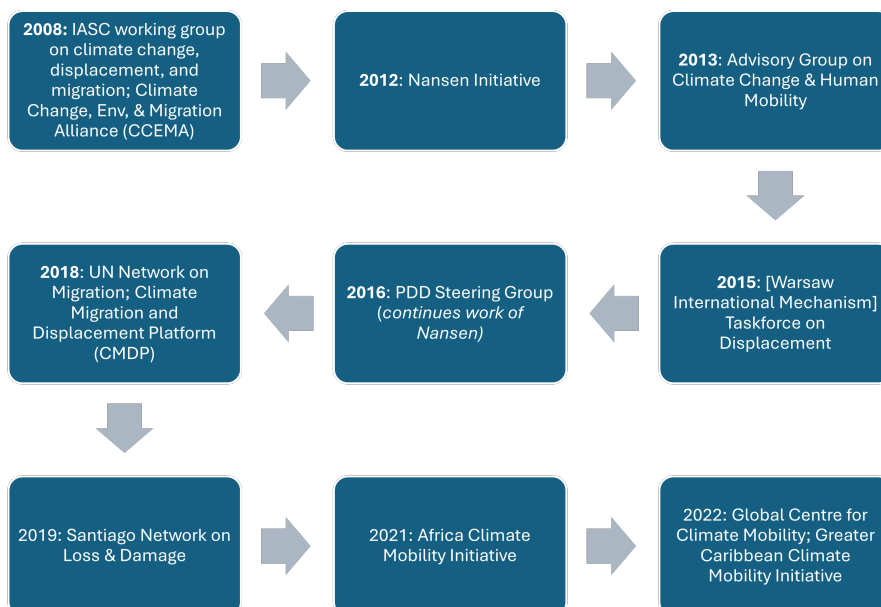 2008: IASC working group
on climate change,
displacement, and
migration; Climate
Change, Env, & Migration
Alliance (CCEMA)
2012: Nansen Initiative
2013: Advisory Group on
Climate Change & Human
Mobility
2015: [Warsaw
International Mechanism]
Taskforce on
Displacement
2016: PDD Steering Group
(continues work of
Nansen)
2018: UN Network on
Migration; Climate
Migration and
Displacement Platform
(CMDP)
2019: Santiago Network on
Loss & Damage
2021: Africa Climate
Mobility Initiative
2022: Global Centre for
Climate Mobility; Greater
Caribbean Climate
Mobility Initiative